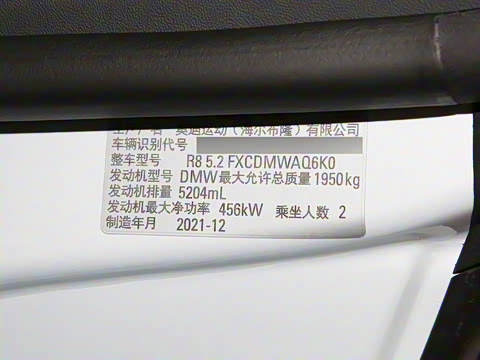 生产厂名 奥迪运动（海尔布隆）有限公司
车辆识别代号
整车型号 R8 5.2 FXCDMWAQ6K0
发动机型号 DMW 最大允许总质量 1950kg
发动机排量 5204mL
发动机最大净功率 456kW 乘坐人数 2
制造年月 2021-12